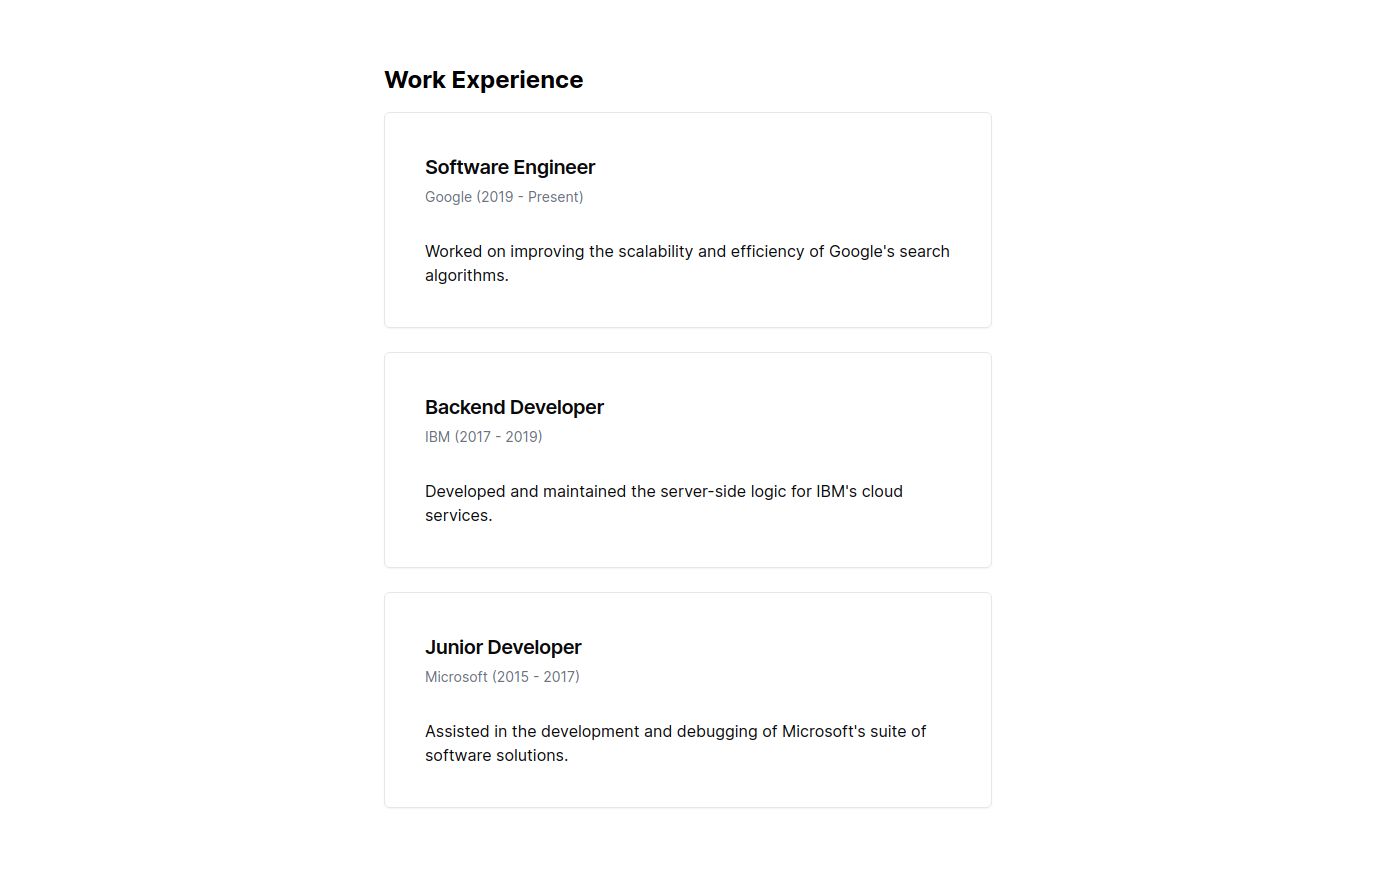 Work Experience
Software Engineer
Google (2019 - Present)
Worked on improving the scalability and efficiency of Google's search
algorithms.
Backend Developer
IBM (2017 - 2019)
Developed and maintained the server-side logic for IBM's cloud
services.
Junior Developer
Microsoft (2015 - 2017)
Assisted in the development and debugging of Microsoft's suite of
software solutions.